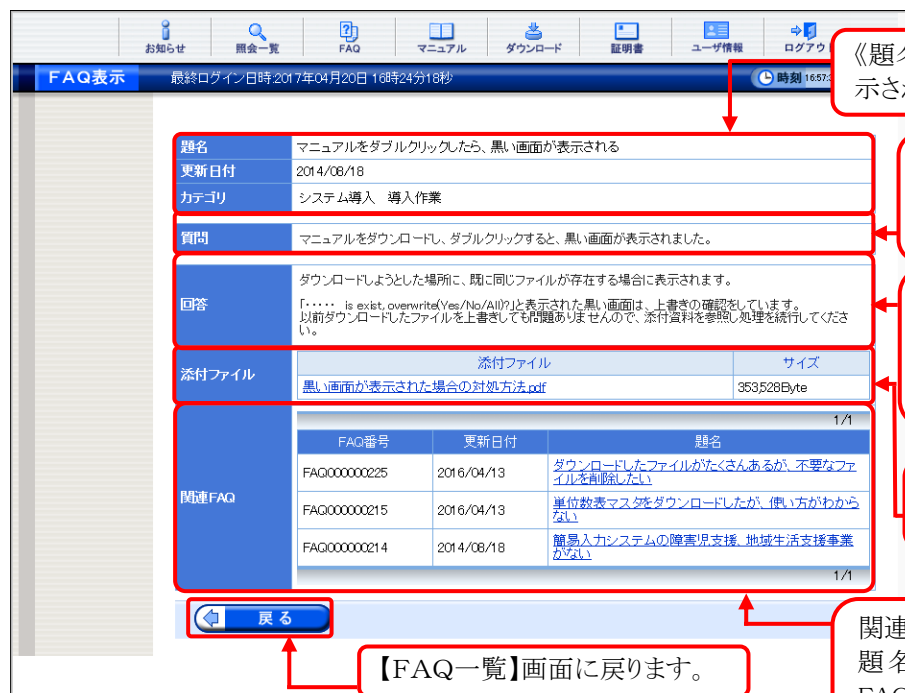 お知らせ 照会一覧 FAQ マニュアル ダウンロード 証明書 ユーザ情報 ログアウ
FAQ表示 最終ログイン日時:2017年04月20日 16時24分18秒 時刻 16:57:
《題名
示され
題名 マニュアルをダブルクリックしたら、黒い画面が表示される
更新日付 2014/08/18
カテゴリ システム導入 導入作業
質問 マニュアルをダウンロードし、ダブルクリックすると、黒い画面が表示されました。
回答
ダウンロードしようとした場所に、既に同じファイルが存在する場合に表示されます。
「・・・・・ is exist, overwrite(Yes/No/All)?」と表示された黒い画面は、上書きの確認をしています。
以前ダウンロードしたファイルを上書きしても問題ありませんので、添付資料を参照し処理を続行してくださ
い。
添付ファイル
添付ファイル サイズ
黒い画面が表示された場合の対処方法.pdf 353,528Byte
関連FAQ
1/1
FAQ番号 更新日付 題名
FAQ000000225 2016/04/13 ダウンロードしたファイルがたくさんあるが、不要なファ
イルを削除したい
FAQ000000215 2016/04/13 単位数表マスタをダウンロードしたが、使い方がわから
ない
FAQ000000214 2014/08/18 簡易入力システムの障害児支援、地域生活支援事業
がない
1/1
戻る
【FAQ一覧】画面に戻ります。
関連
題名
FAQ